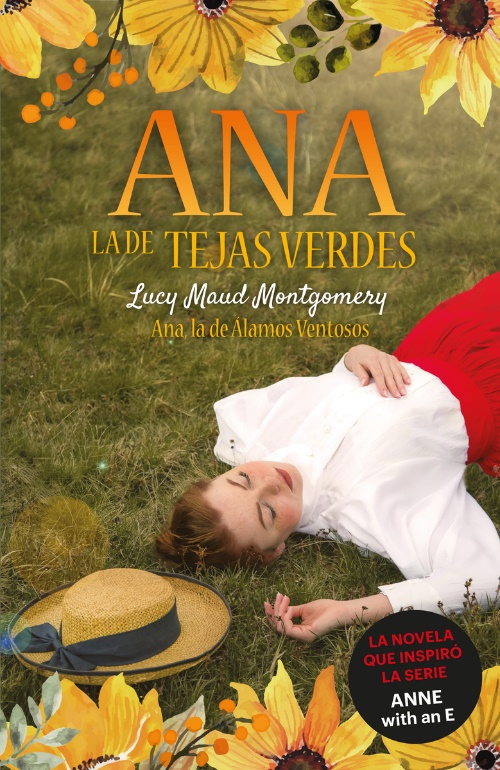 ANA
LA DE TEJAS VERDES
Lucy Maud Montgomery
Ana, la de Álamos Ventosos
LA NOVELA
QUE INSPIRÓ
LA SERIE
ANNE
with an E